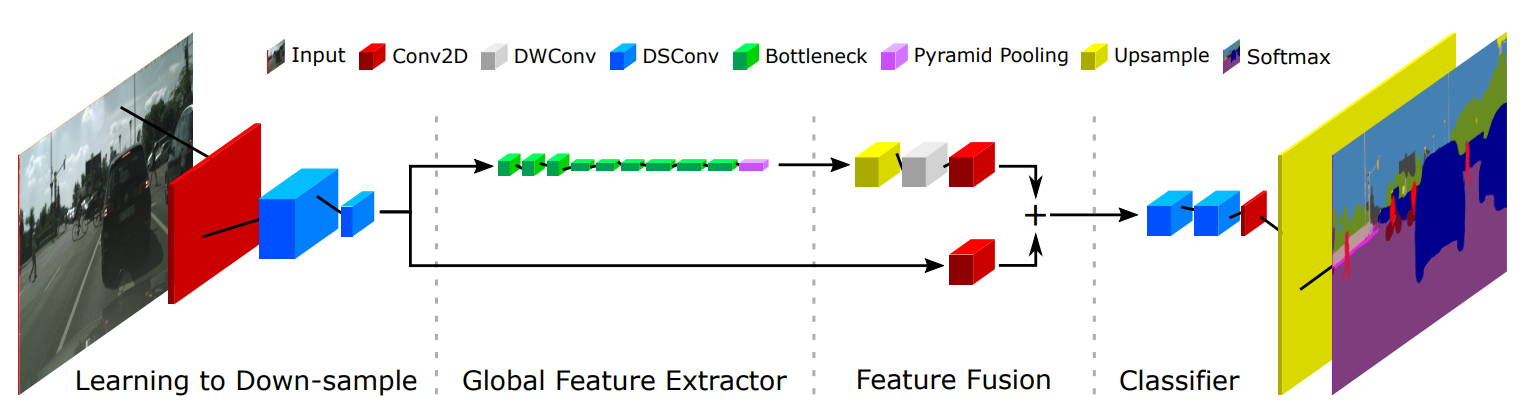 Input Conv2D DWConv DSConv Bottleneck Pyramid Pooling Upsample Softmax
+
Learning to Down-sample Global Feature Extractor Feature Fusion Classifier